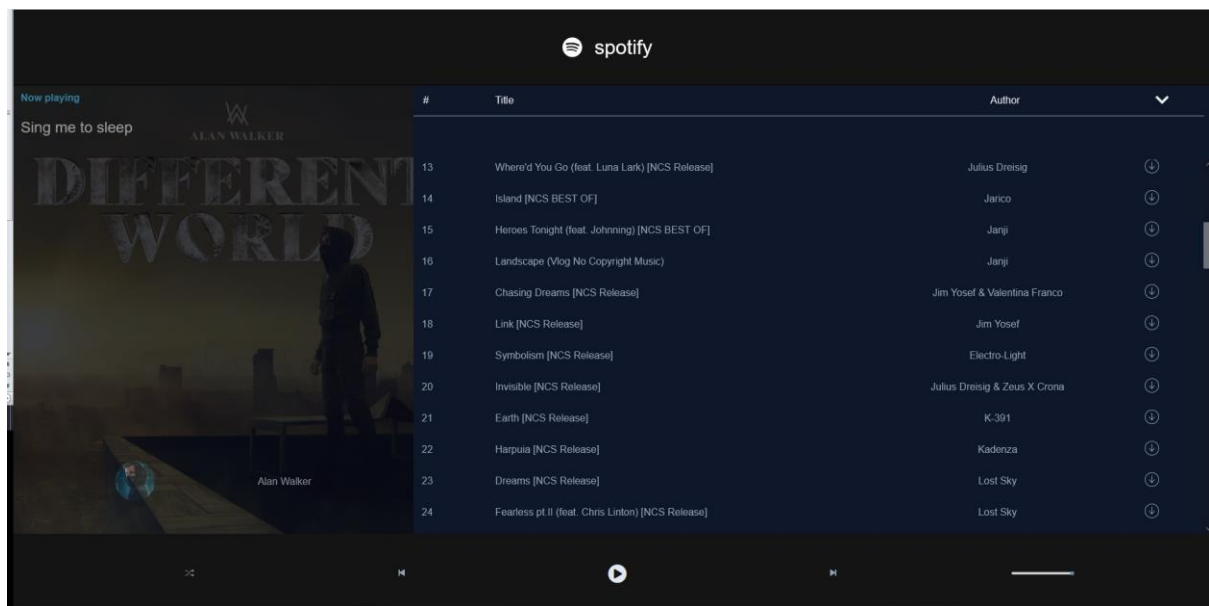 spotify
Now playing
Sing me to sleep
ALAN WALKER
DIFFERENT
WORLD
Alan Walker
# Title Author
13 Where'd You Go (feat. Luna Lark) [NCS Release] Julius Dreisig
14 Island [NCS BEST OF] Jarico
15 Heroes Tonight (feat. Johnning) [NCS BEST OF] Janji
16 Landscape (Vlog No Copyright Music) Janji
17 Chasing Dreams [NCS Release] Jim Yosef & Valentina Franco
18 Link [NCS Release] Jim Yosef
19 Symbolism [NCS Release] Electro-Light
20 Invisible [NCS Release] Julius Dreisig & Zeus X Crona
21 Earth [NCS Release] K-391
22 Harpuia [NCS Release] Kadenza
23 Dreams [NCS Release] Lost Sky
24 Fearless pt.II (feat. Chris Linton) [NCS Release] Lost Sky